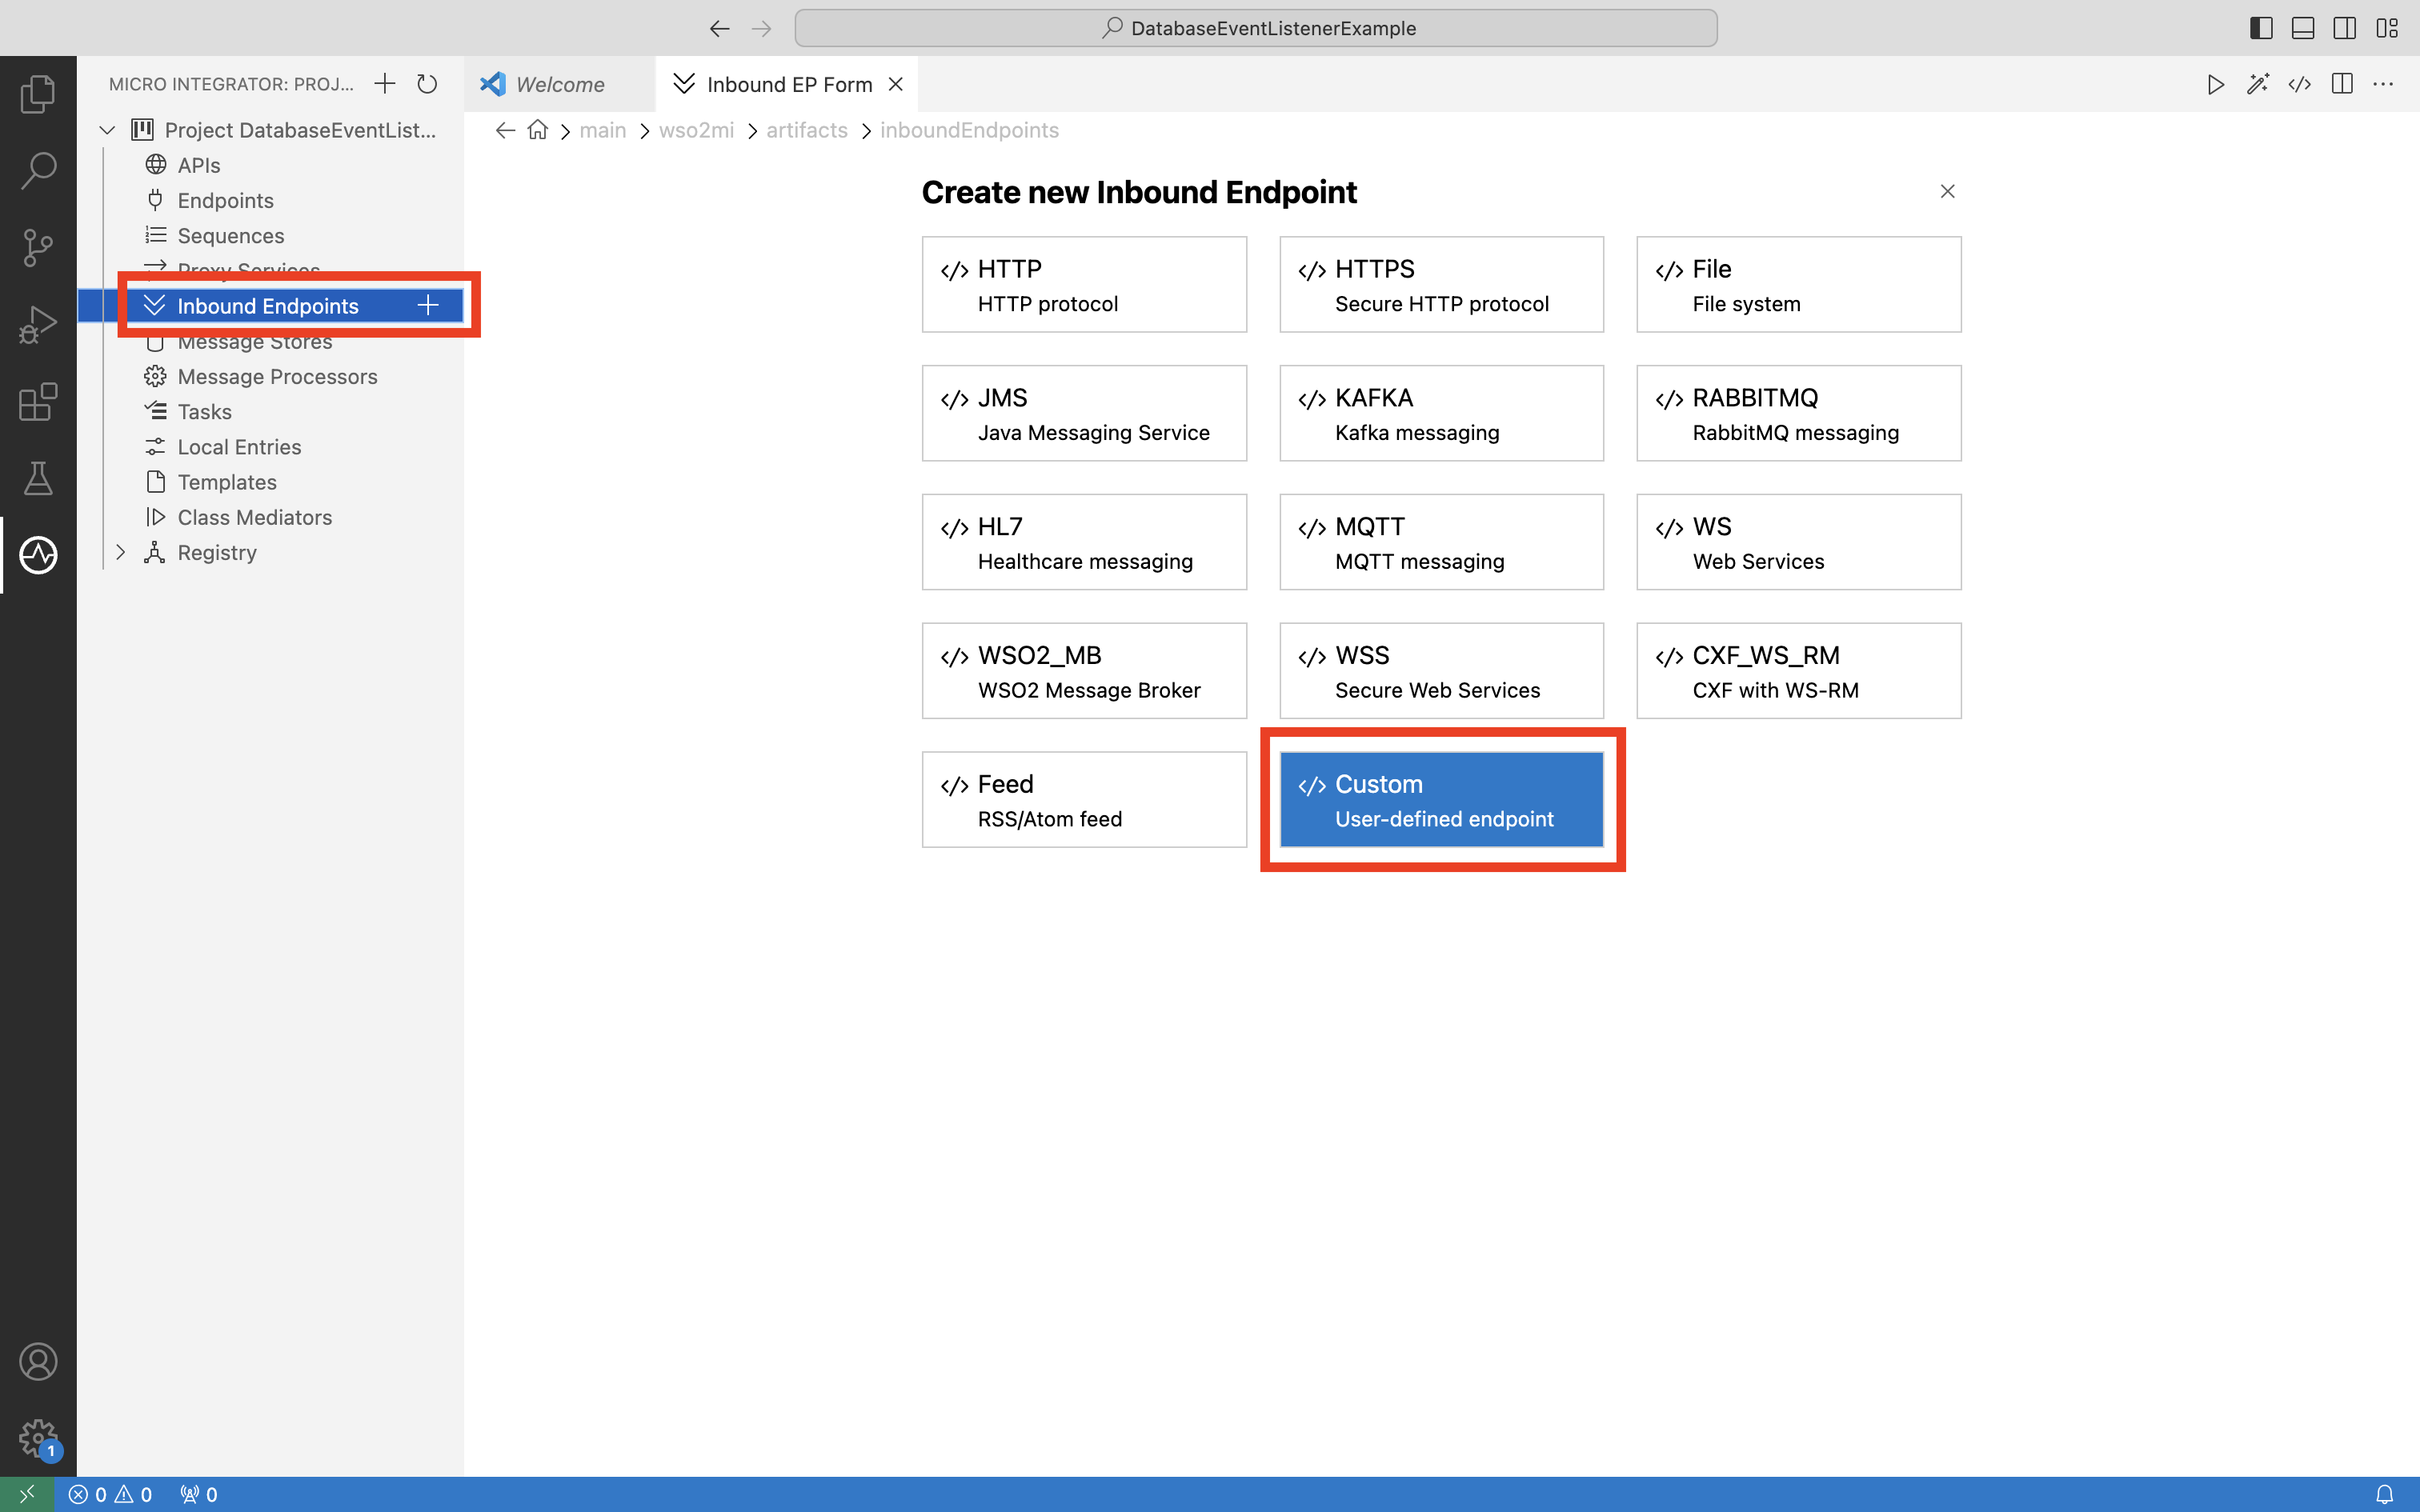 DatabaseEventListenerExample
MICRO INTEGRATOR: PROJ...
Welcome
Inbound EP Form
Project DatabaseEventList...
APIs
Endpoints
Sequences
Proxy Services
Inbound Endpoints
Message Stores
Message Processors
Tasks
Local Entries
Templates
Class Mediators
Registry
main > wso2mi > artifacts > inboundEndpoints
Create new Inbound Endpoint
HTTP
HTTP protocol
HTTPS
Secure HTTP protocol
File
File system
JMS
Java Messaging Service
KAFKA
Kafka messaging
RABBITMQ
RabbitMQ messaging
HL7
Healthcare messaging
MQTT
MQTT messaging
WS
Web Services
WSO2_MB
WSO2 Message Broker
WSS
Secure Web Services
CXF_WS_RM
CXF with WS-RM
Feed
RSS/Atom feed
Custom
User-defined endpoint
1
0 0 0